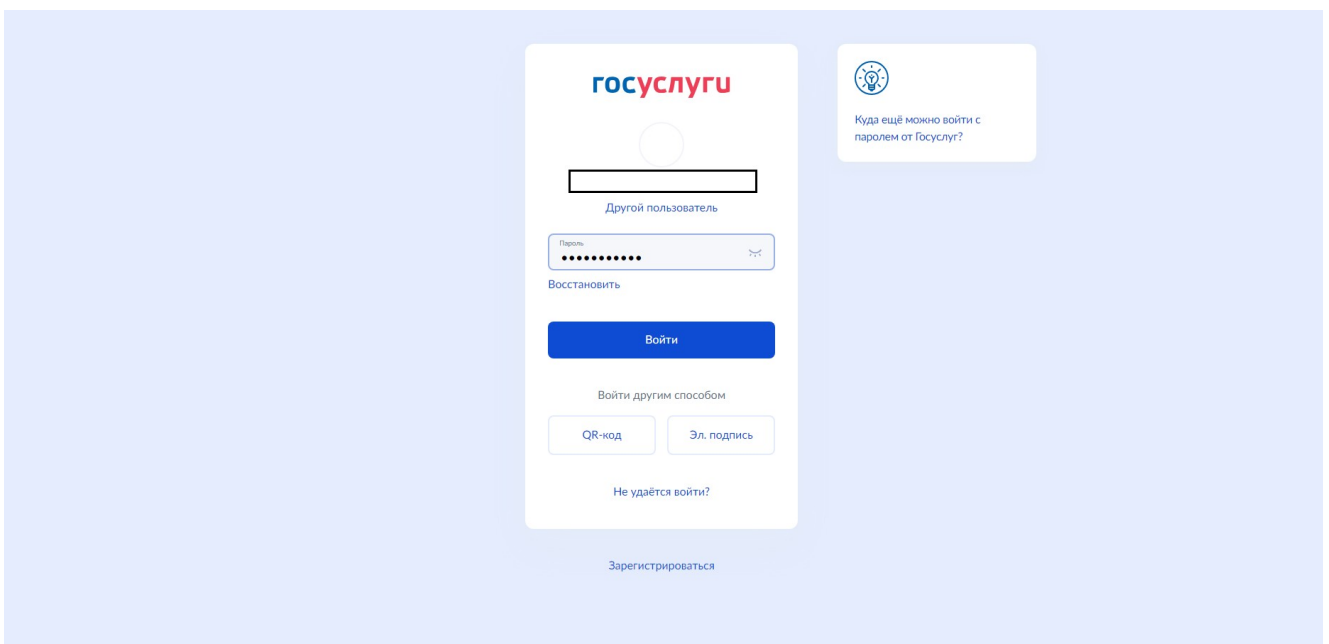 госуслуги
Другой пользователь
Пароль
•••••••••••
Восстановить
Войти
Войти другим способом
QR-код
Эл. подпись
Не удаётся войти?
Зарегистрироваться
Куда ещё можно войти с
паролем от Госуслуг?